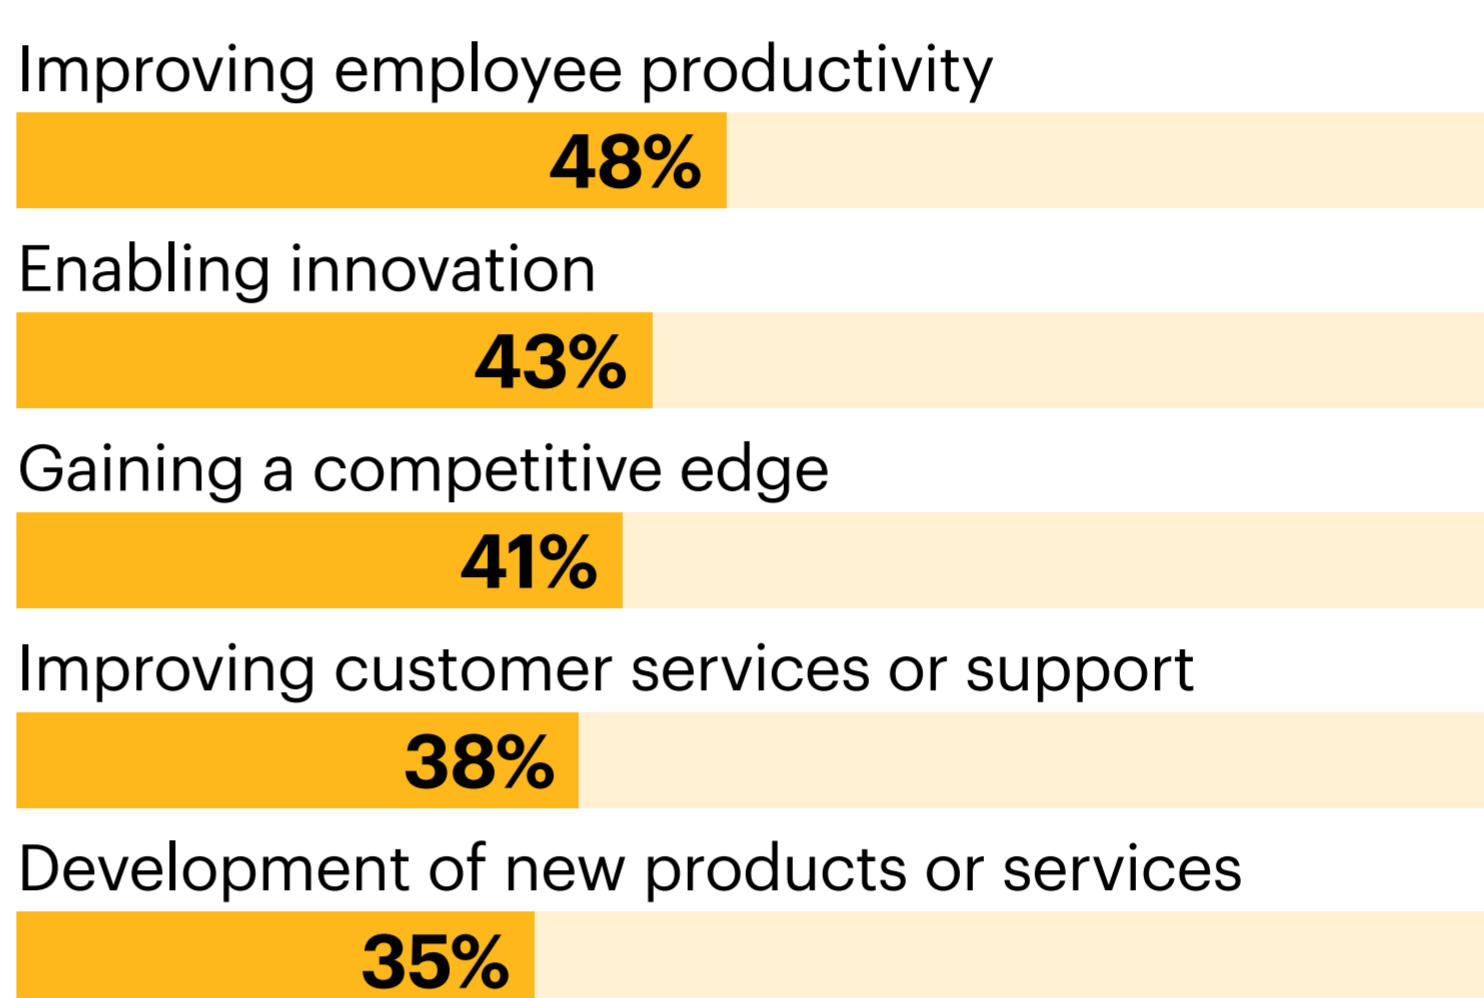 Improving employee productivity
48%
Enabling innovation
43%
Gaining a competitive edge
41%
Improving customer services or support
38%
Development of new products or services
35%